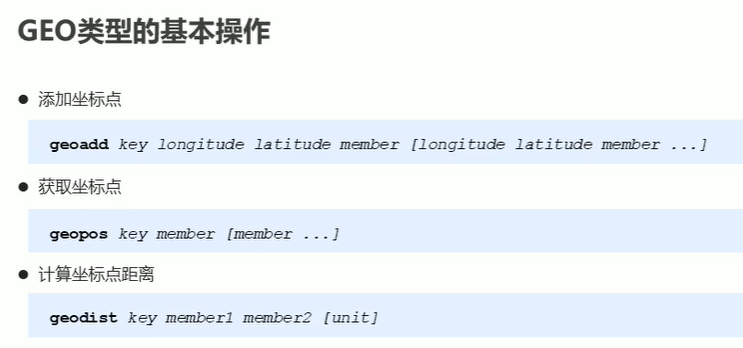 GEO类型的基本操作
● 添加坐标点
geoadd key longitude latitude member [longitude latitude member ...]
● 获取坐标点
geopos key member [member ...]
● 计算坐标点距离
geodist key member1 member2 [unit]